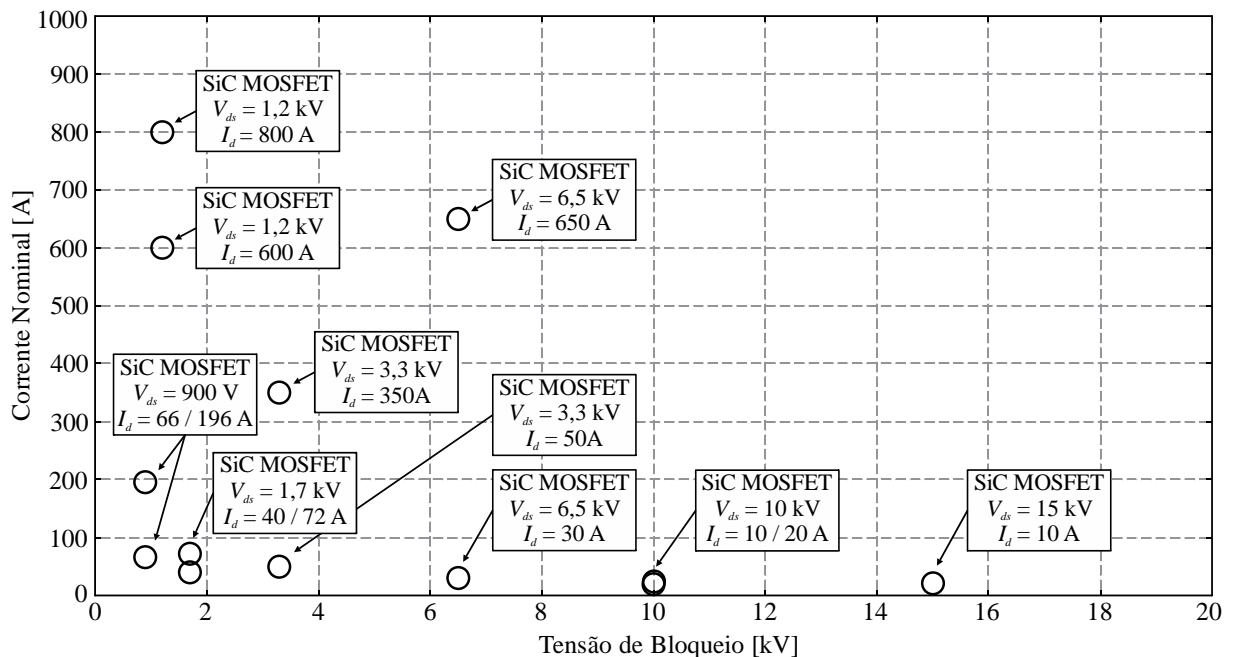 1000
900
800
700
600
500
400
300
200
100
0
Corrente Nominal [A]
SiC MOSFET
V_ds = 1,2 kV
I_d = 800 A
SiC MOSFET
V_ds = 1,2 kV
I_d = 600 A
SiC MOSFET
V_ds = 6,5 kV
I_d = 650 A
SiC MOSFET
V_ds = 900 V
I_d = 66 / 196 A
SiC MOSFET
V_ds = 3,3 kV
I_d = 350A
SiC MOSFET
V_ds = 3,3 kV
I_d = 50A
SiC MOSFET
V_ds = 1,7 kV
I_d = 40 / 72 A
SiC MOSFET
V_ds = 6,5 kV
I_d = 30 A
SiC MOSFET
V_ds = 10 kV
I_d = 10 / 20 A
SiC MOSFET
V_ds = 15 kV
I_d = 10 A
0 2 4 6 8 10 12 14 16 18 20
Tensão de Bloqueio [kV]